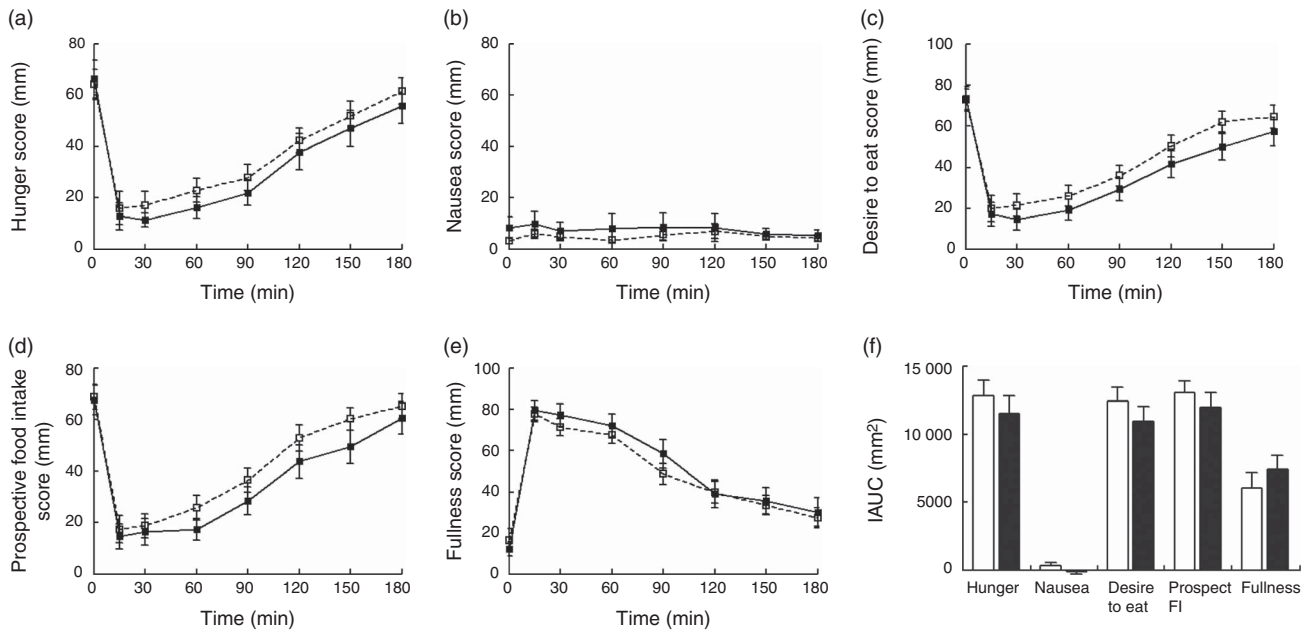 (a)
Hunger score (mm)
80
60
40
20
0
0 30 60 90 120 150 180
Time (min)
(b)
Nausea score (mm)
80
60
40
20
0
0 30 60 90 120 150 180
Time (min)
(c)
Desire to eat score (mm)
100
80
60
40
20
0
0 30 60 90 120 150 180
Time (min)
(d)
Prospective food intake
score (mm)
80
60
40
20
0
0 30 60 90 120 150 180
Time (min)
(e)
Fullness score (mm)
100
80
60
40
20
0
0 30 60 90 120 150 180
Time (min)
(f)
IAUC (mm²)
15 000
10 000
5000
0
Hunger Nausea Desire Prospect Fullness
to eat FI